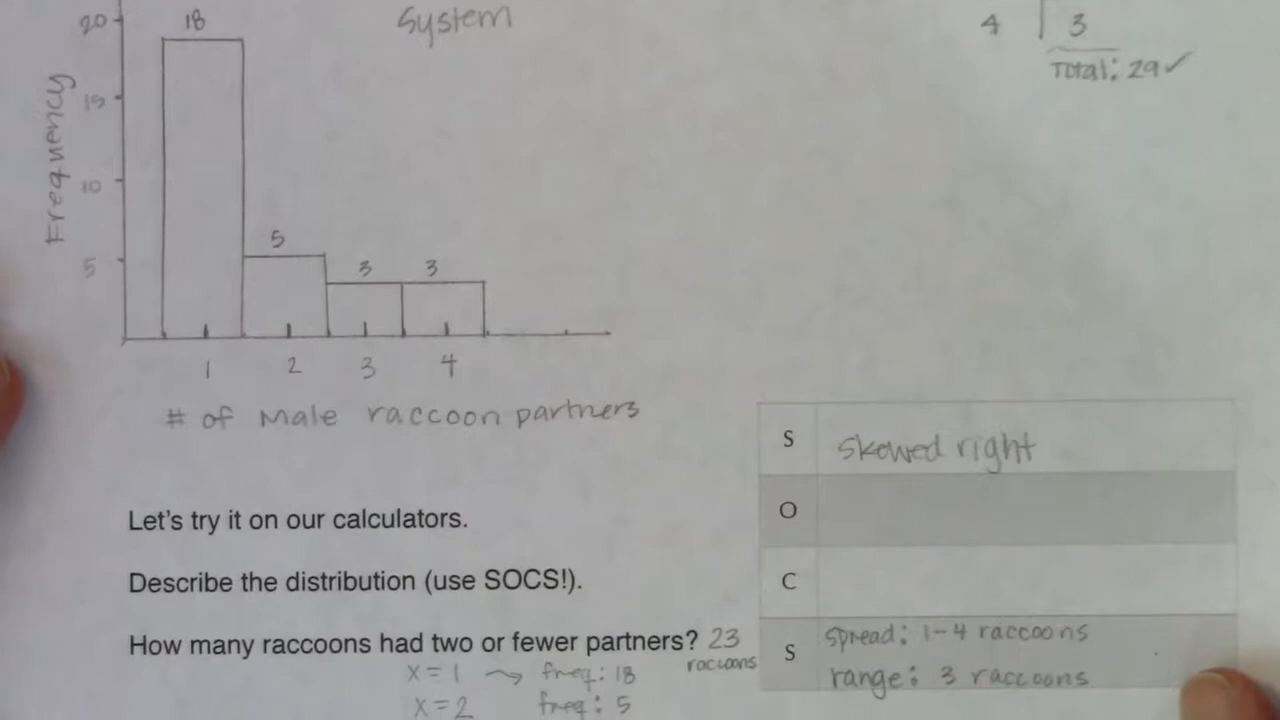 20
18
System
4
3
Total: 29 ✓
Frequency
15
10
5
5
3
3
1
2
3
4
# of Male raccoon partners
S
skewed right
O
Let's try it on our calculators.
C
Describe the distribution (use SOCS!).
How many raccoons had two or fewer partners? 23 raccoons
x = 1 → freq: 18
x = 2 freq: 5
S
spread: 1-4 raccoons
range: 3 raccoons